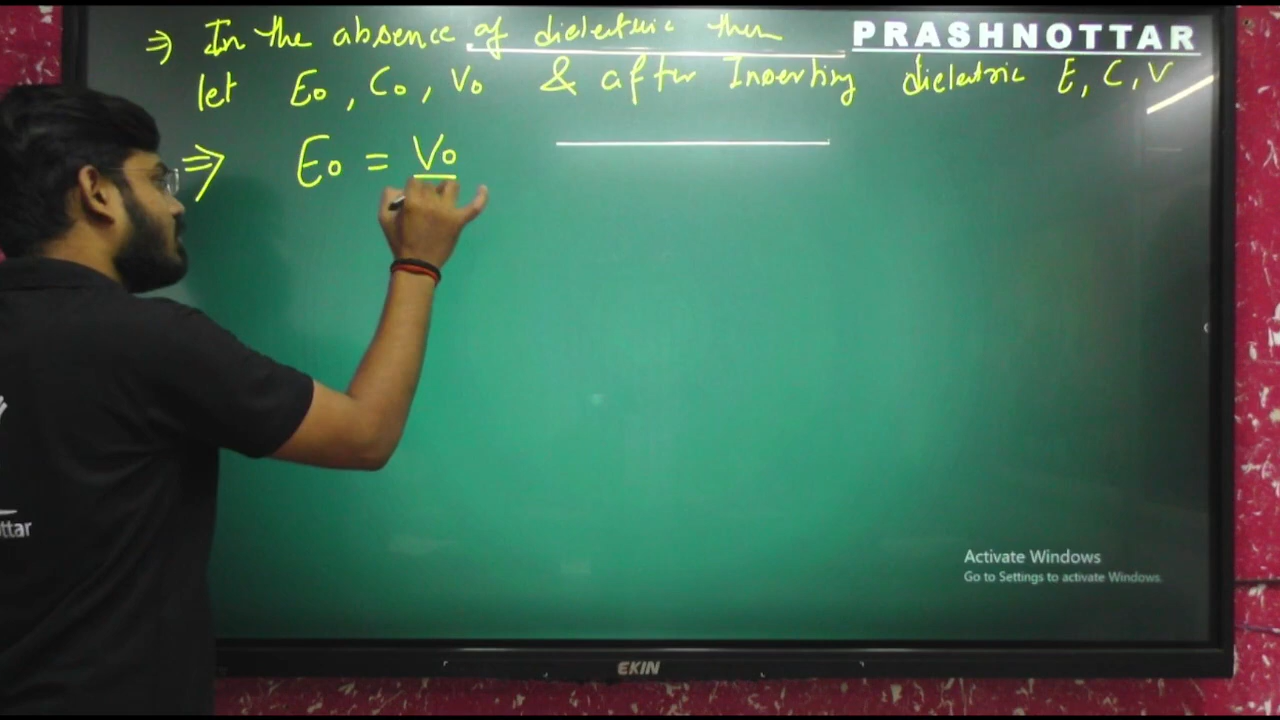 ⇒ In the absence of dielectric then
PRASHNOTTAR
let E₀, C₀, V₀ & after Inserting dielectric E, C, V
⇒ E₀ = V₀
ttar
Activate Windows
Go to Settings to activate Windows.
EKIN